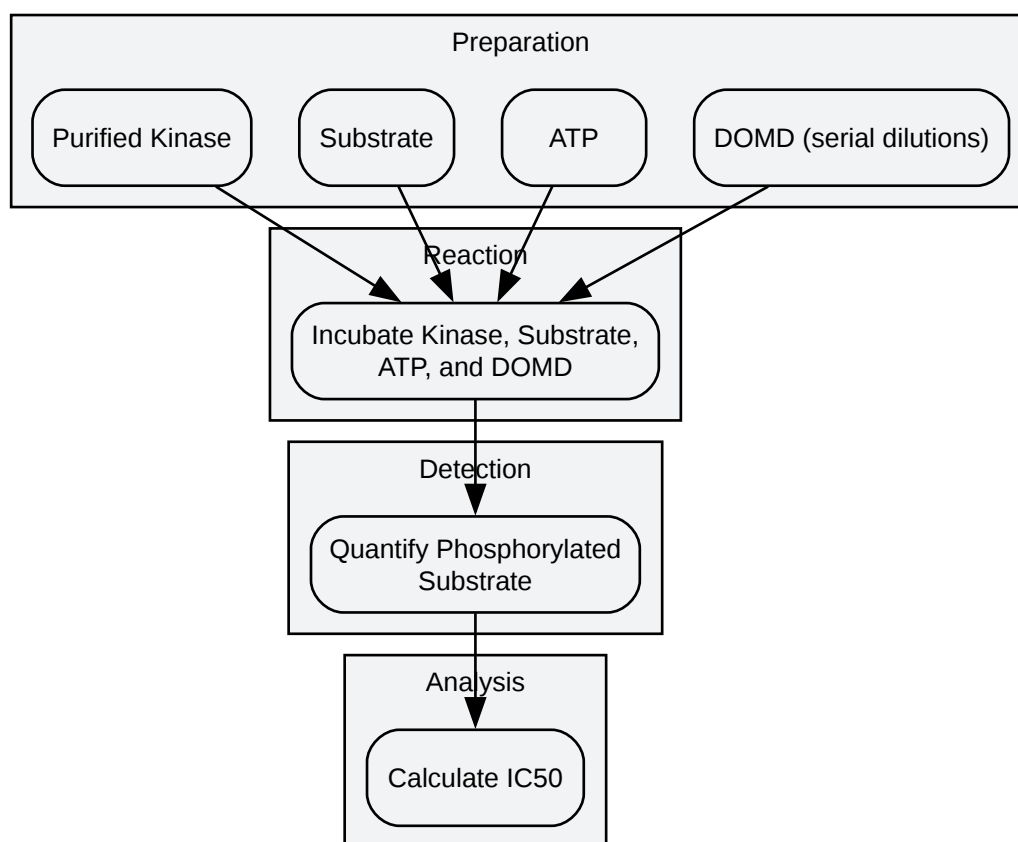 Preparation
Purified Kinase
Substrate
ATP
DOMD (serial dilutions)
Reaction
Incubate Kinase, Substrate,
ATP, and DOMD
Detection
Quantify Phosphorylated
Substrate
Analysis
Calculate IC50